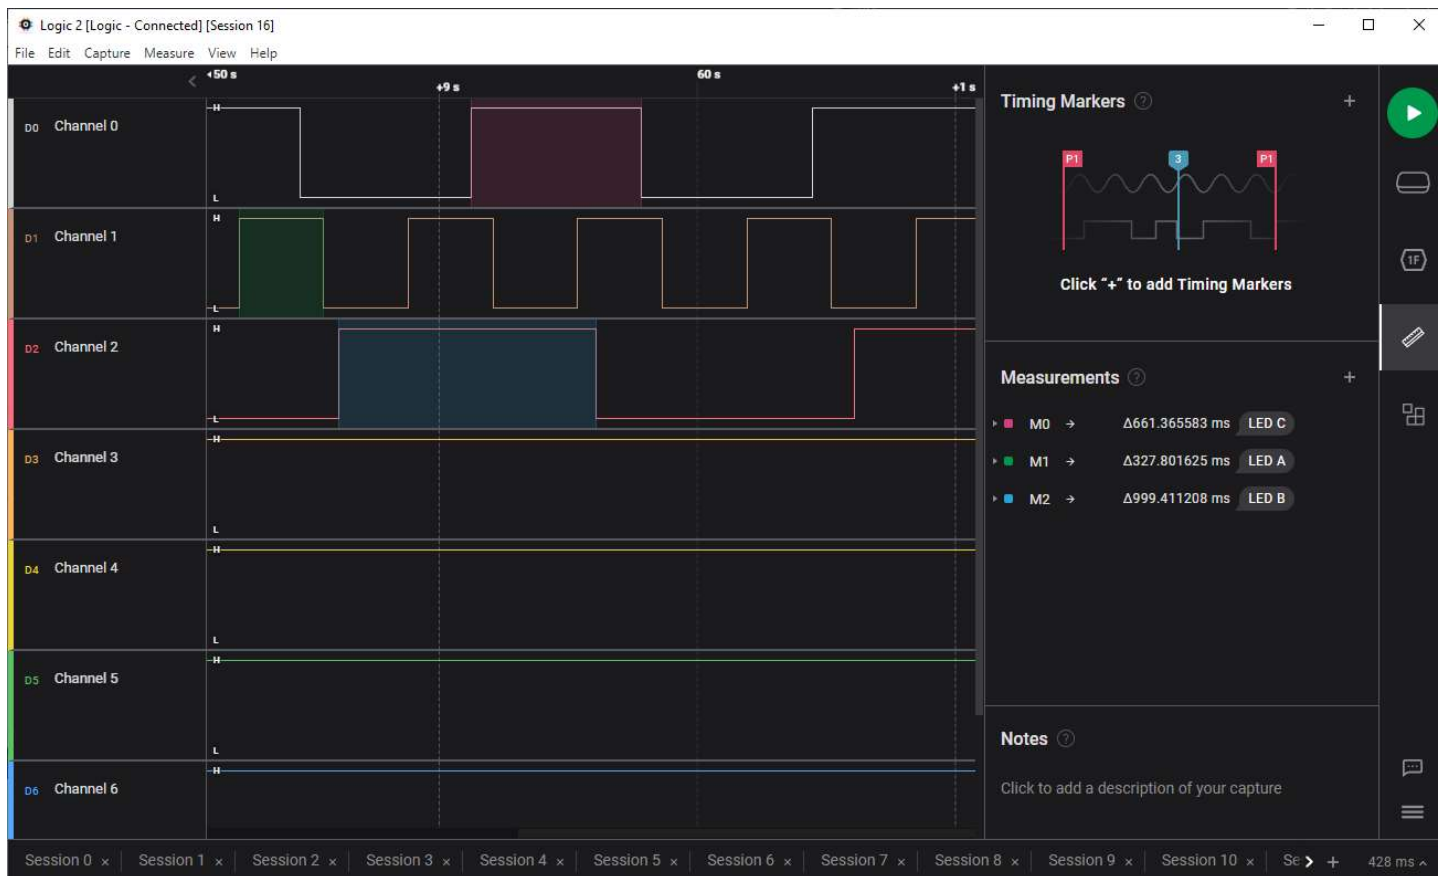 Logic 2 [Logic - Connected] [Session 16]
File Edit Capture Measure View Help
50 s
60 s
+9 s
+1 s
D0 Channel 0
H
L
D1 Channel 1
H
L
D2 Channel 2
H
L
D3 Channel 3
H
L
D4 Channel 4
H
L
D5 Channel 5
H
L
D6 Channel 6
H
Timing Markers ? +
P1 3 P1
Click "+" to add Timing Markers
Measurements ? +
M0 → Δ661.365583 ms LED C
M1 → Δ327.801625 ms LED A
M2 → Δ999.411208 ms LED B
Notes ?
Click to add a description of your capture
1F
Session 0 × Session 1 × Session 2 × Session 3 × Session 4 × Session 5 × Session 6 × Session 7 × Session 8 × Session 9 × Session 10 × Se > + 428 ms